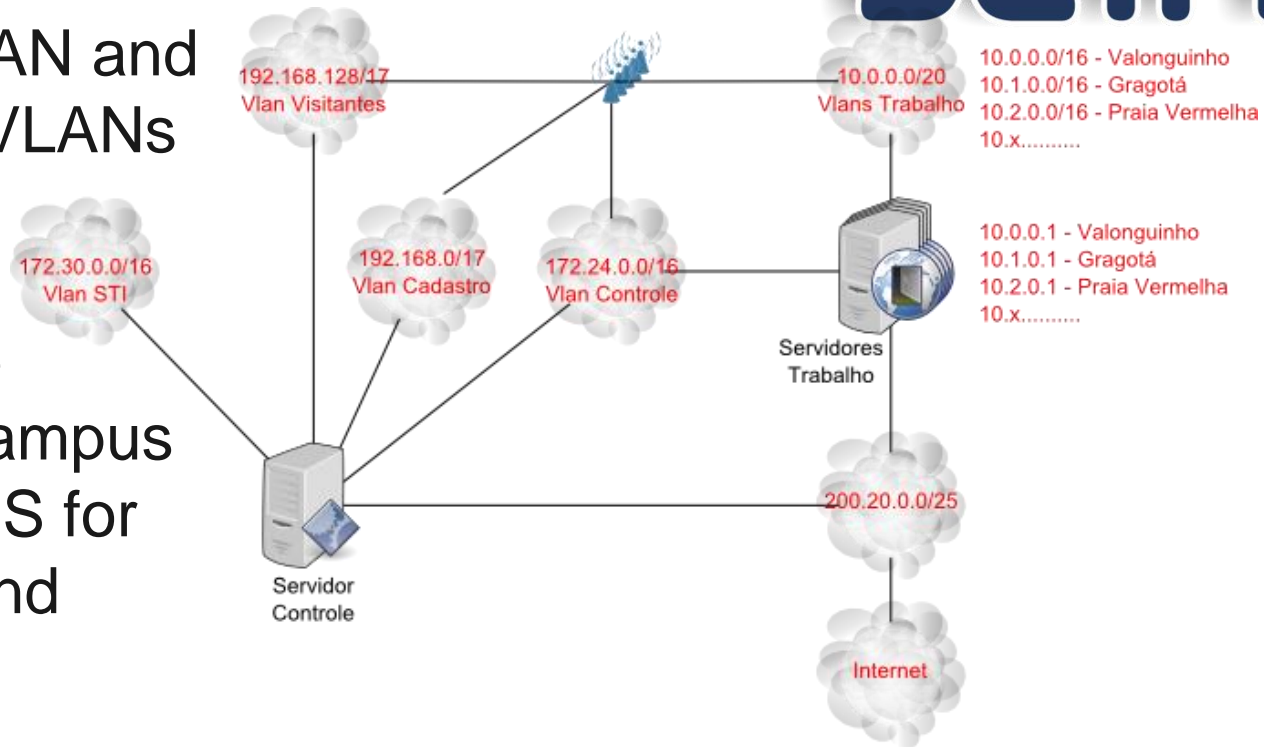 and
VLANs
for
192.168.128/17
Vlan Visitantes
10.0.0.0/20
Vlans Trabalho
10.0.0.0/16 - Valonguinho
10.1.0.0/16 - Gragotá
10.2.0.0/16 - Praia Vermelha
10.x..........
172.30.0.0/16
Vlan STI
192.168.0/17
Vlan Cadastro
172.24.0.0/16
Vlan Controle
10.0.0.1 - Valonguinho
10.1.0.1 - Gragotá
10.2.0.1 - Praia Vermelha
10.x..........
Servidores
Trabalho
200.20.0.0/25
Servidor
Controle
Internet